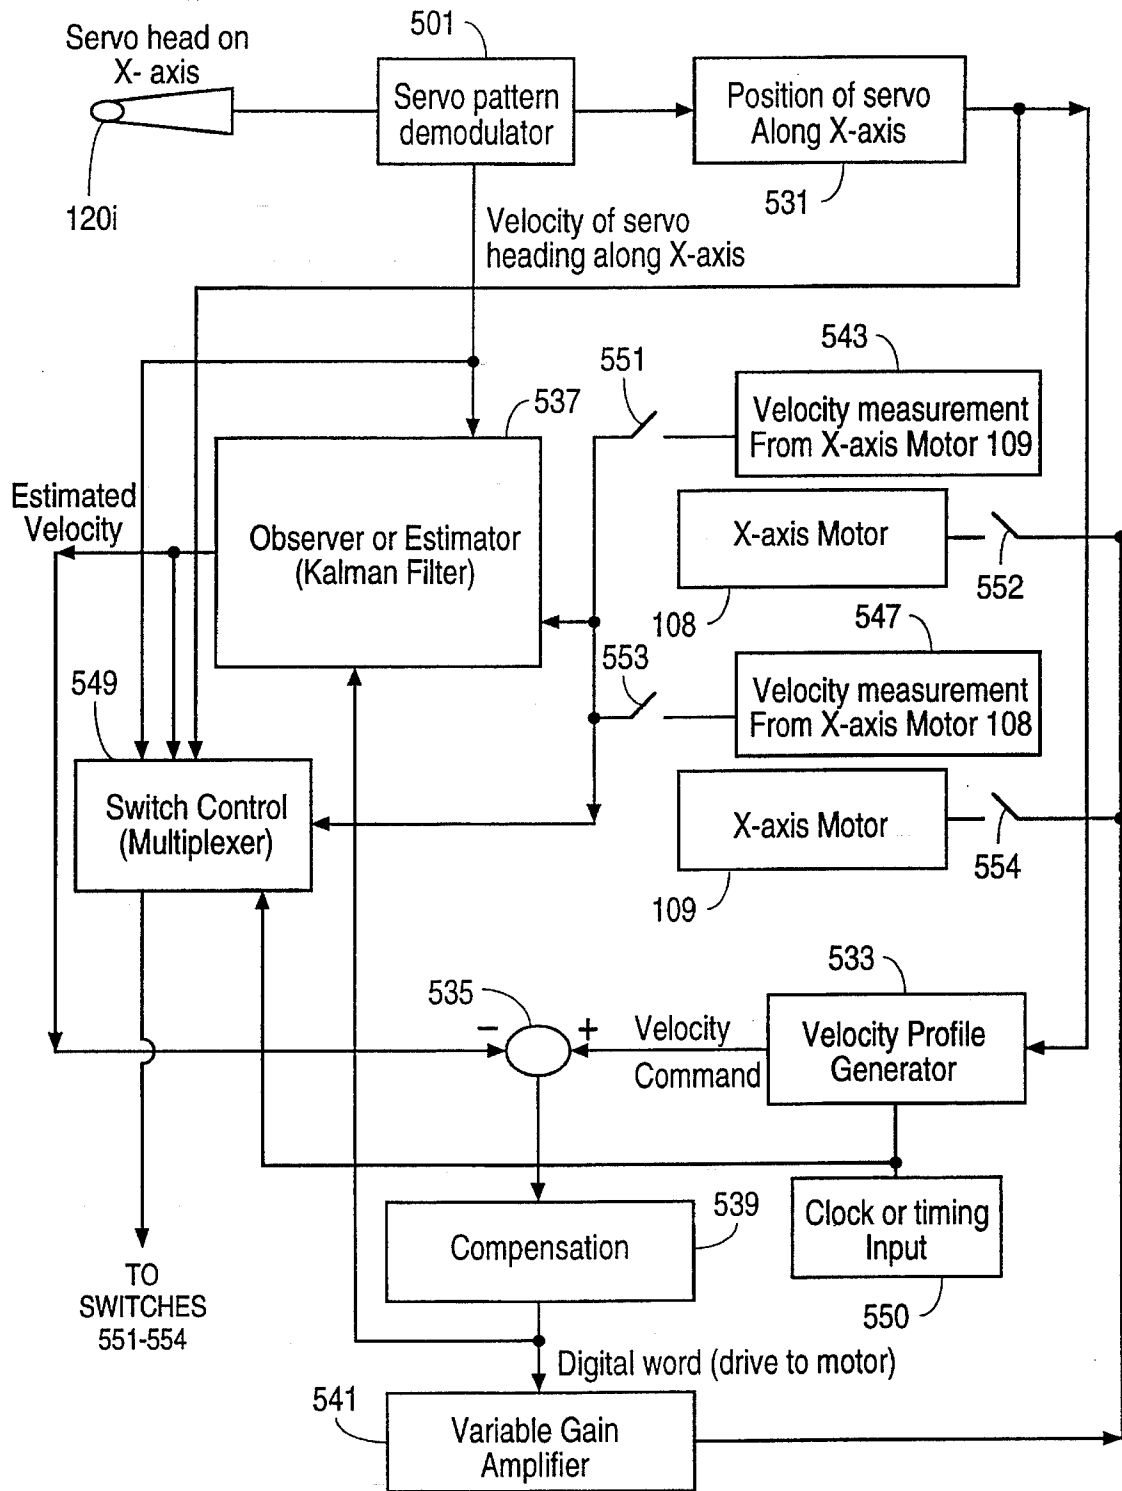 501
Servo head on
X- axis
Servo pattern
demodulator
Position of servo
Along X-axis
120i
531
Velocity of servo
heading along X-axis
543
551
537
Velocity measurement
From X-axis Motor 109
Estimated
Velocity
Observer or Estimator
(Kalman Filter)
X-axis Motor
552
108
547
553
549
Velocity measurement
From X-axis Motor 108
Switch Control
(Multiplexer)
X-axis Motor
554
109
533
535
–
+
Velocity
Command
Velocity Profile
Generator
539
Compensation
Clock or timing
Input
TO
SWITCHES
551-554
550
Digital word (drive to motor)
541
Variable Gain
Amplifier